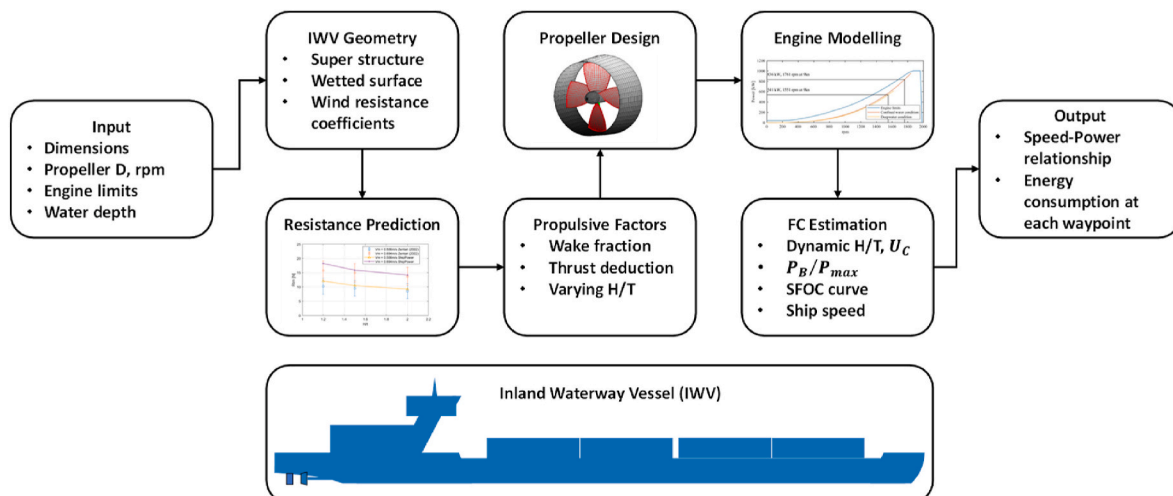 Input
Dimensions
Propeller D, rpm
Engine limits
Water depth
IWV Geometry
Super structure
Wetted surface
Wind resistance
coefficients
Resistance Prediction
Propulsive Factors
Wake fraction
Thrust deduction
Varying H/T
Propeller Design
Engine Modelling
FC Estimation
Dynamic H/T, U_C
P_B/P_max
SFOC curve
Ship speed
Output
Speed-Power
relationship
Energy
consumption at
each waypoint
Inland Waterway Vessel (IWV)